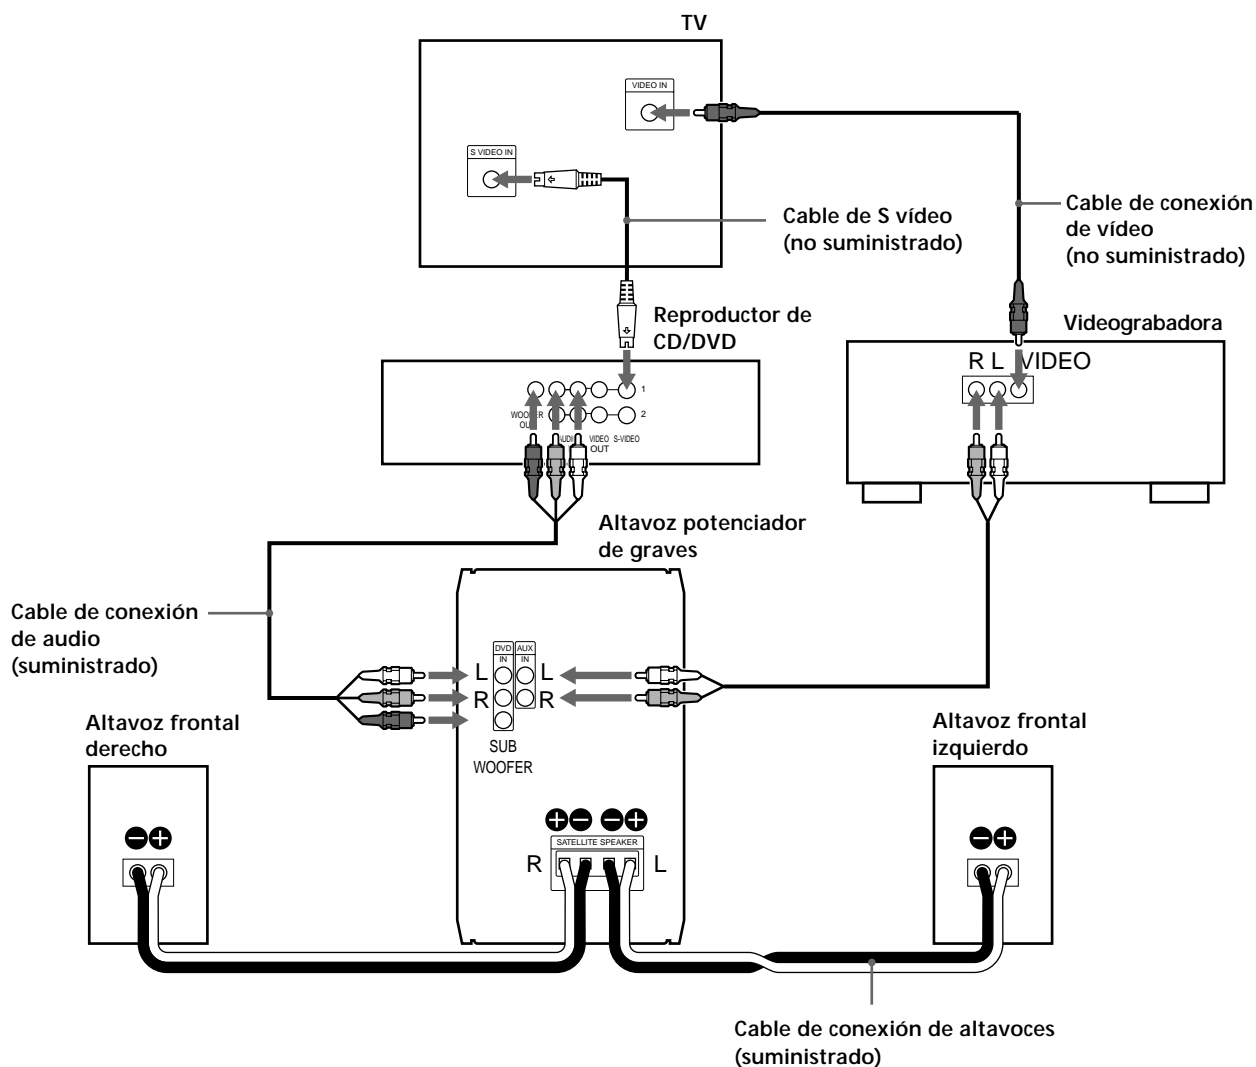 TV
VIDEO IN
S VIDEO IN
Cable de S vídeo
(no suministrado)
Cable de conexión
de vídeo
(no suministrado)
Reproductor de
CD/DVD
Videograbadora
R L VIDEO
1
2
WOOFER
OUT
AUDIO
VIDEO
OUT
S-VIDEO
Altavoz potenciador
de graves
Cable de conexión
de audio
(suministrado)
DVD
IN
AUX
IN
L
L
R
R
SUB
WOOFER
Altavoz frontal
derecho
Altavoz frontal
izquierdo
SATELLITE SPEAKER
R
L
Cable de conexión de altavoces
(suministrado)